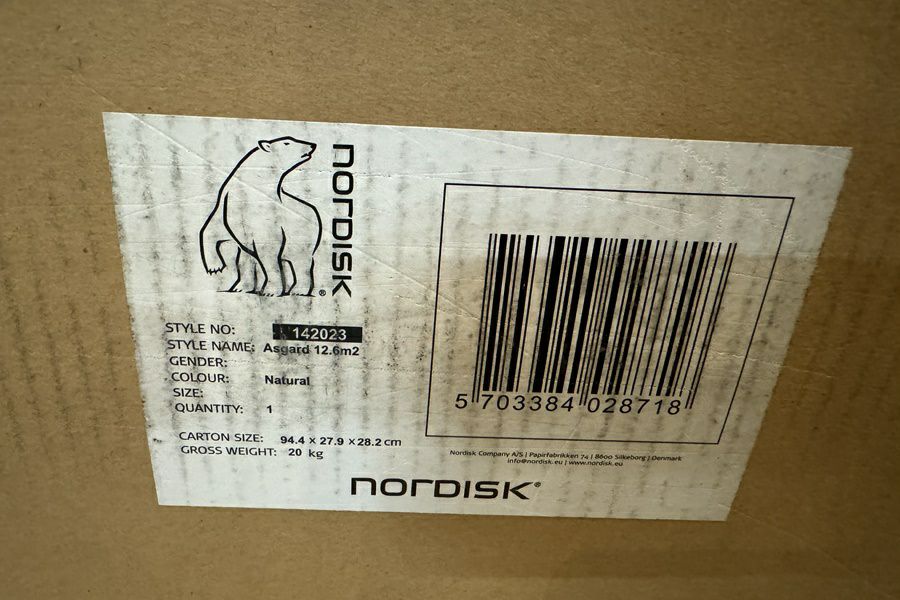 NORDISK®
STYLE NO: 142023
STYLE NAME: Asgard 12.6m2
GENDER:
COLOUR: Natural
SIZE:
QUANTITY: 1
CARTON SIZE: 94.4 x 27.9 x 28.2 cm
GROSS WEIGHT: 20 kg
5 703384 028718
Nordisk Company A/S | Papirfabrikken 74 | 8600 Silkeborg | Denmark
info@nordisk.eu | www.nordisk.eu
NORDISK®